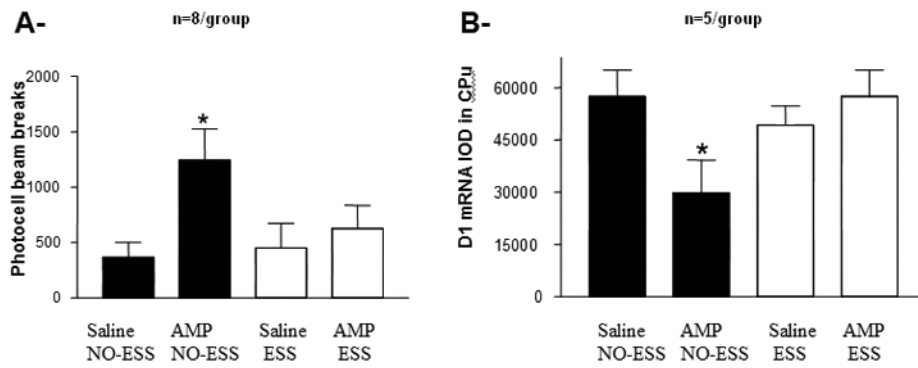 A-
n=8/group
Photocell beam breaks
2000
1500
1000
500
0
*
Saline NO-ESS
AMP NO-ESS
Saline ESS
AMP ESS
B-
n=5/group
D1 mRNA IOD in CPu
60000
45000
30000
15000
0
*
Saline NO-ESS
AMP NO-ESS
Saline ESS
AMP ESS